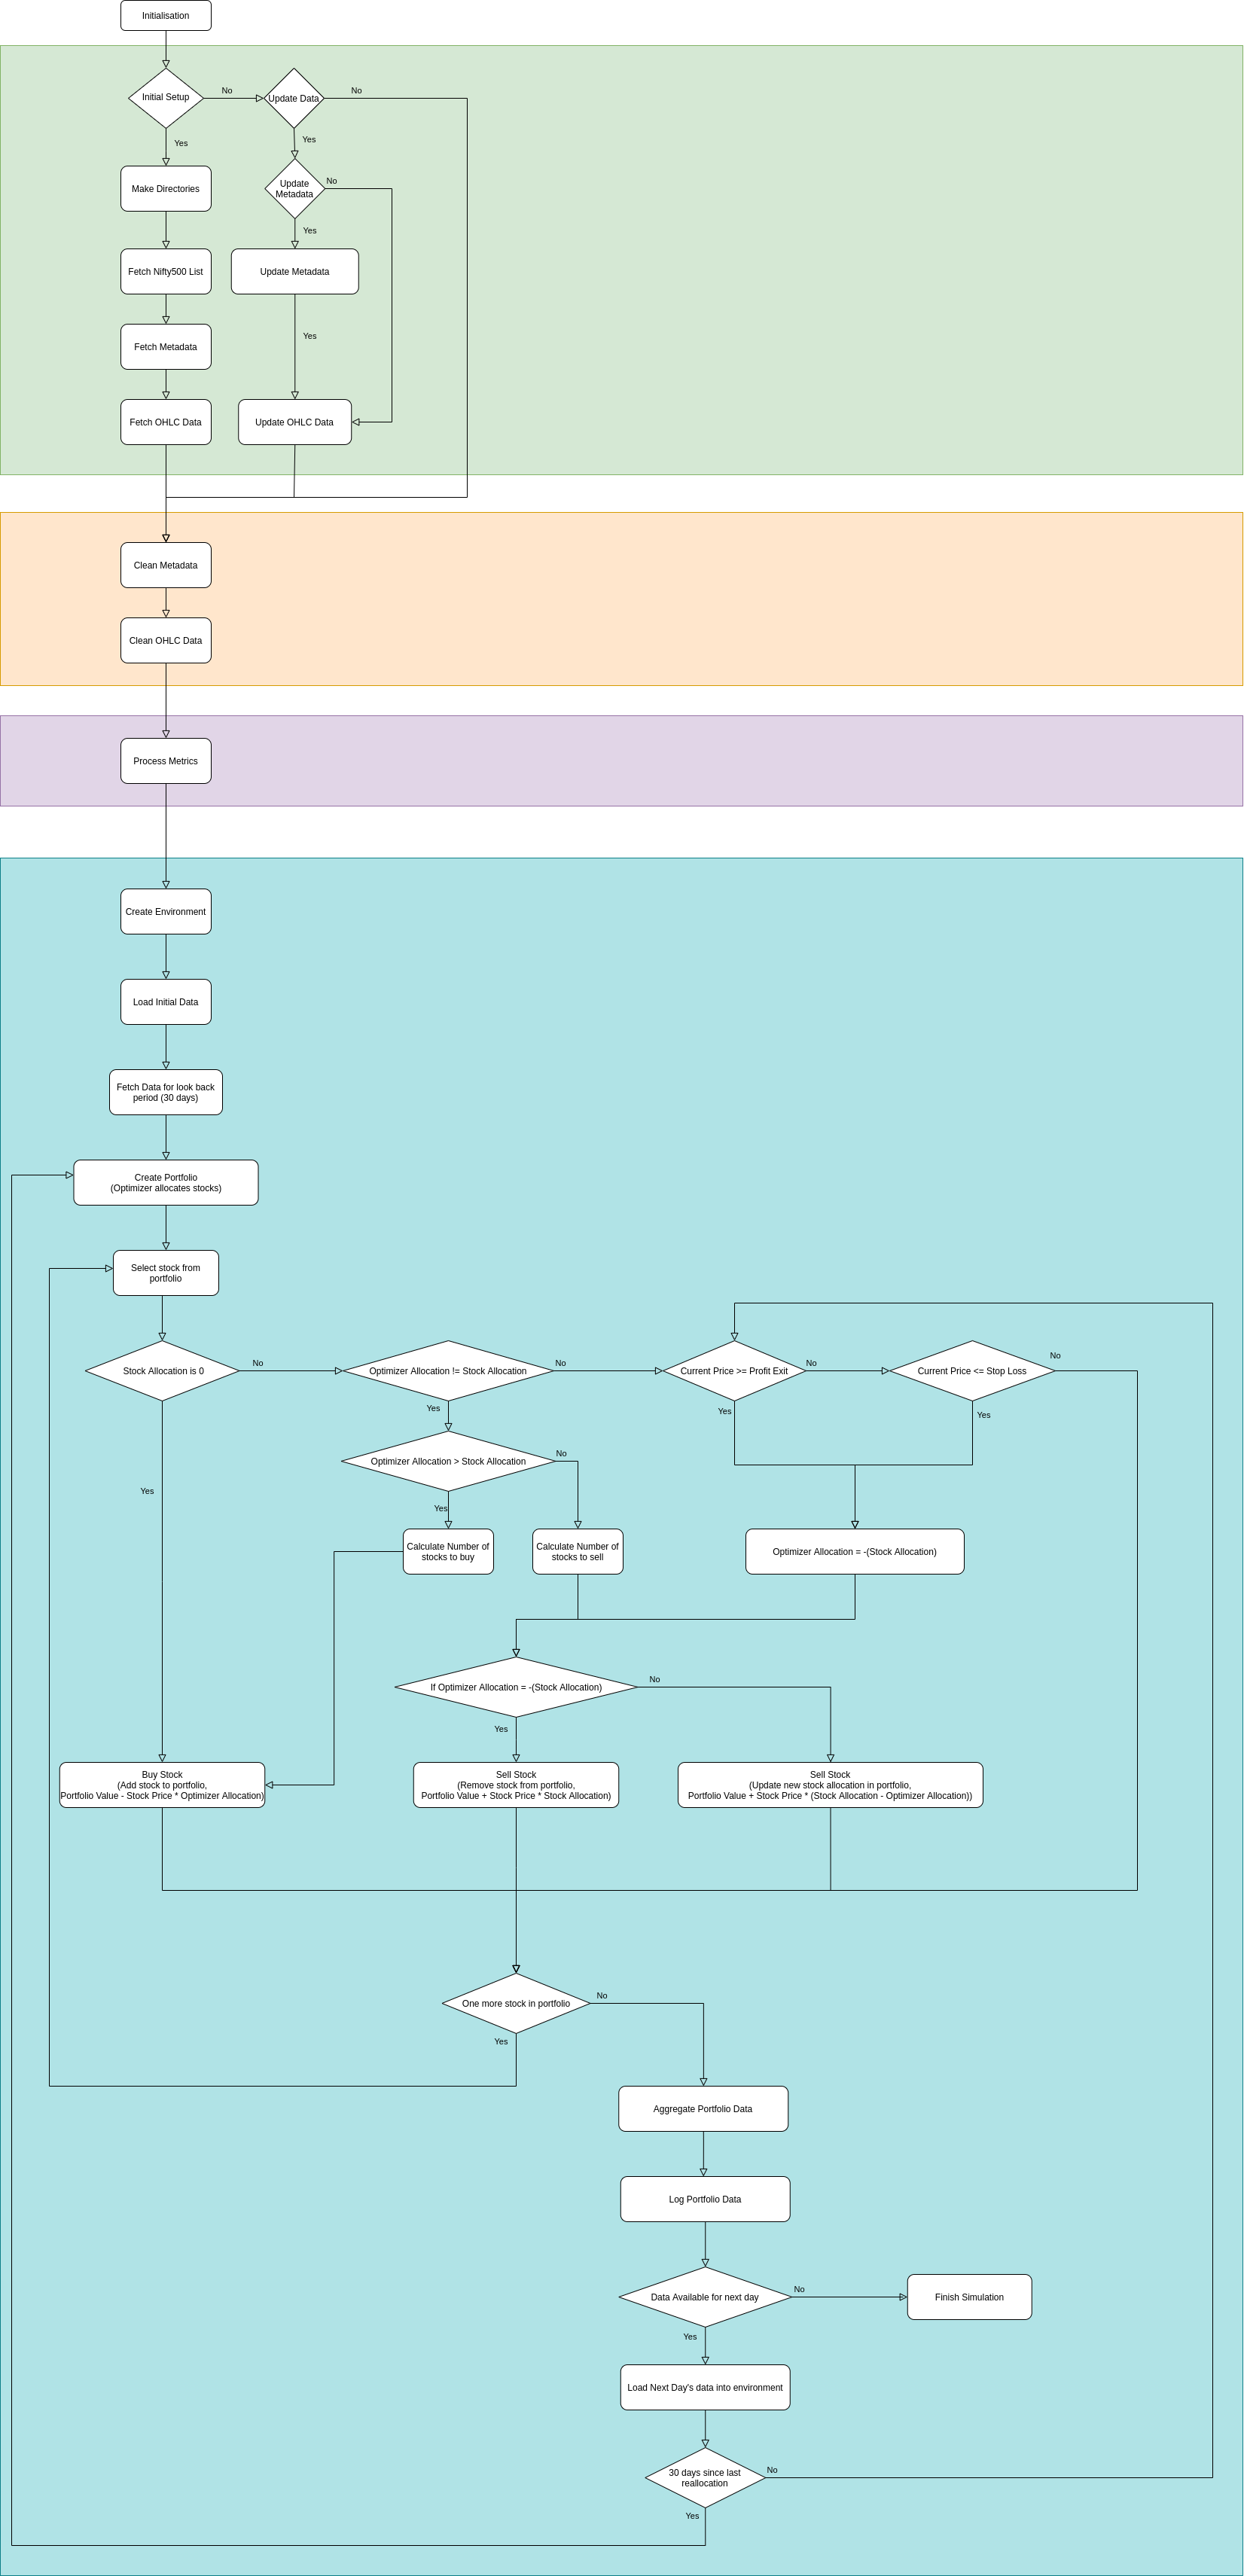 Initialisation
Initial Setup
No
Update Data
No
Yes
Yes
Make Directories
Update
Metadata
No
Yes
Fetch Nifty500 List
Update Metadata
Fetch Metadata
Yes
Fetch OHLC Data
Update OHLC Data
Clean Metadata
Clean OHLC Data
Process Metrics
Create Environment
Load Initial Data
Fetch Data for look back
period (30 days)
Create Portfolio
(Optimizer allocates stocks)
Select stock from
portfolio
Stock Allocation is 0
No
Optimizer Allocation != Stock Allocation
No
Current Price >= Profit Exit
No
Current Price <= Stop Loss
No
Yes
Yes
Yes
Optimizer Allocation > Stock Allocation
No
Yes
Yes
Calculate Number of
stocks to buy
Calculate Number of
stocks to sell
Optimizer Allocation = -(Stock Allocation)
If Optimizer Allocation = -(Stock Allocation)
No
Yes
Buy Stock
(Add stock to portfolio,
Portfolio Value - Stock Price * Optimizer Allocation)
Sell Stock
(Remove stock from portfolio,
Portfolio Value + Stock Price * Stock Allocation)
Sell Stock
(Update new stock allocation in portfolio,
Portfolio Value + Stock Price * (Stock Allocation - Optimizer Allocation))
One more stock in portfolio
No
Yes
Aggregate Portfolio Data
Log Portfolio Data
Data Available for next day
No
Finish Simulation
Yes
Load Next Day's data into environment
30 days since last
reallocation
No
Yes